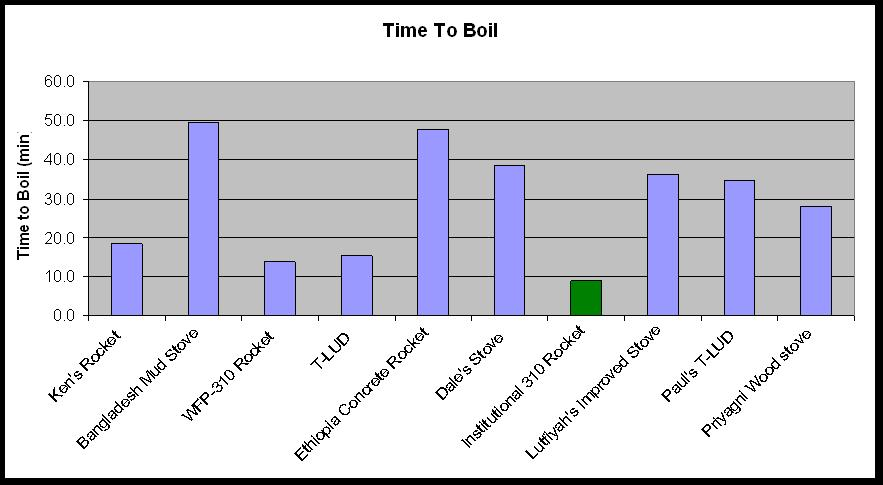 Time To Boil
Time to Boil (min
60.0
50.0
40.0
30.0
20.0
10.0
0.0
Ken's Rocket
Bangladesh Mud Stove
WFP-310 Rocket
T-LUD
Ethiopia Concrete Rocket
Dale's Stove
Institutional 310 Rocket
Lutfiyah's Improved Stove
Paul's T-LUD
Priyagni Wood stove